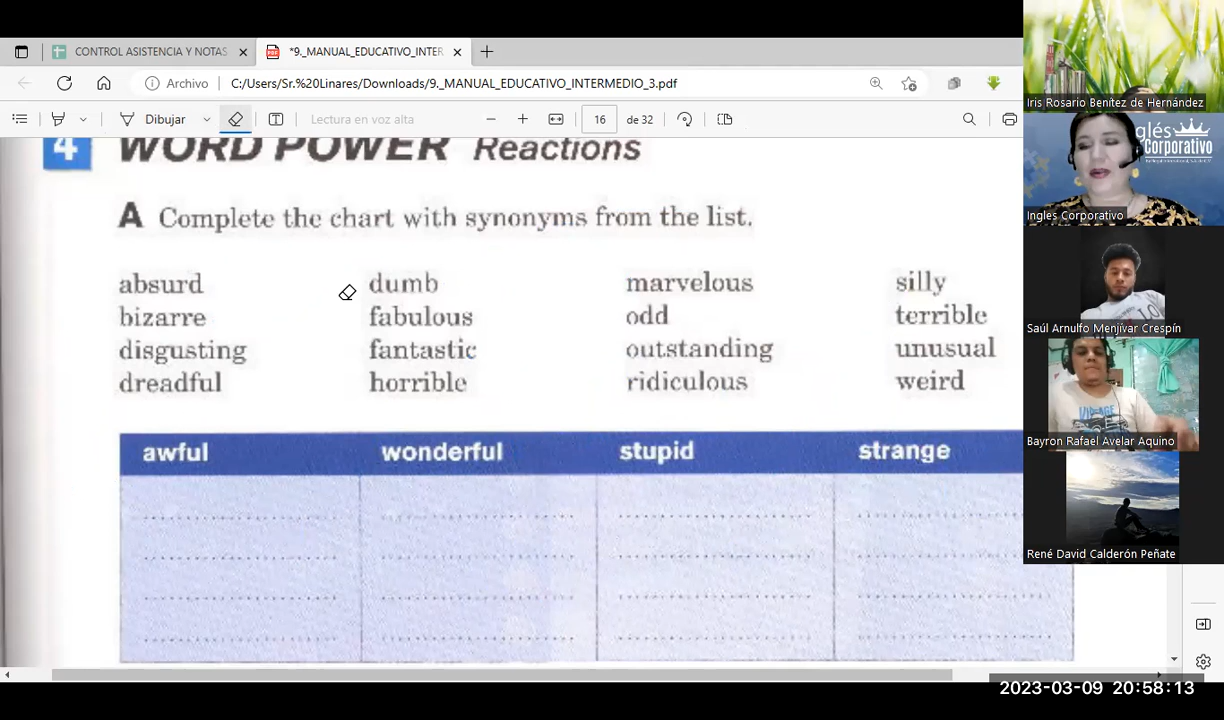 CONTROL ASISTENCIA Y NOTAS
*9._MANUAL_EDUCATIVO_INTER
Archivo
C:/Users/Sr.%20Linares/Downloads/9._MANUAL_EDUCATIVO_INTERMEDIO_3.pdf
Dibujar
Lectura en voz alta
16
de 32
4 WORD POWER Reactions
A Complete the chart with synonyms from the list.
absurd dumb marvelous silly
bizarre fabulous odd terrible
disgusting fantastic outstanding unusual
dreadful horrible ridiculous weird
awful wonderful stupid strange
Iris Rosario Benítez de Hernández
glés
Corporativo
Ingles Corporativo
Saúl Arnulfo Menjívar Crespín
Bayron Rafael Avelar Aquino
René David Calderón Peñate
2023-03-09 20:58:13